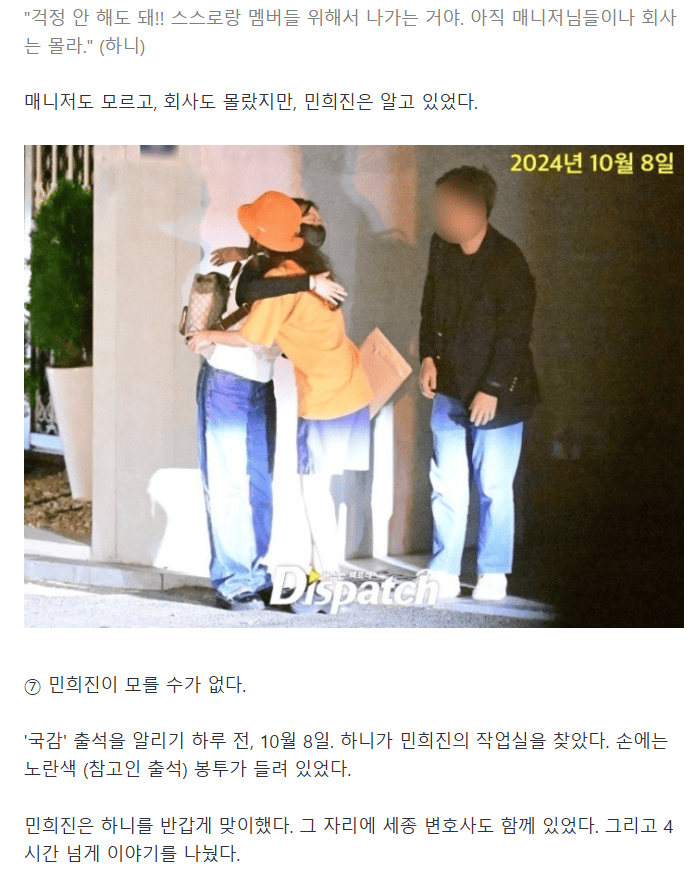 "걱정 안 해도 돼!! 스스로랑 멤버들 위해서 나가는 거야. 아직 매니저님들이나 회사
는 몰라." (하니)
매니저도 모르고, 회사도 몰랐지만, 민희진은 알고 있었다.
2024년 10월 8일
Dispatch
⑦ 민희진이 모를 수가 없다.
'국감' 출석을 알리기 하루 전, 10월 8일. 하니가 민희진의 작업실을 찾았다. 손에는
노란색 (참고인 출석) 봉투가 들려 있었다.
민희진은 하니를 반갑게 맞이했다. 그 자리에 세종 변호사도 함께 있었다. 그리고 4
시간 넘게 이야기를 나눴다.